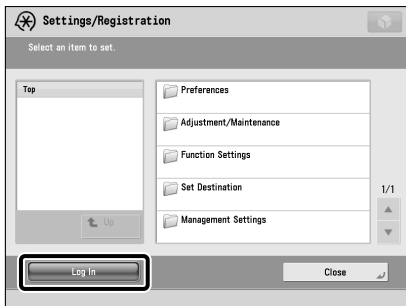 Settings/Registration
Select an item to set.
Top
Preferences
Adjustment/Maintenance
Function Settings
Set Destination
1/1
Management Settings
Up
Log In
Close